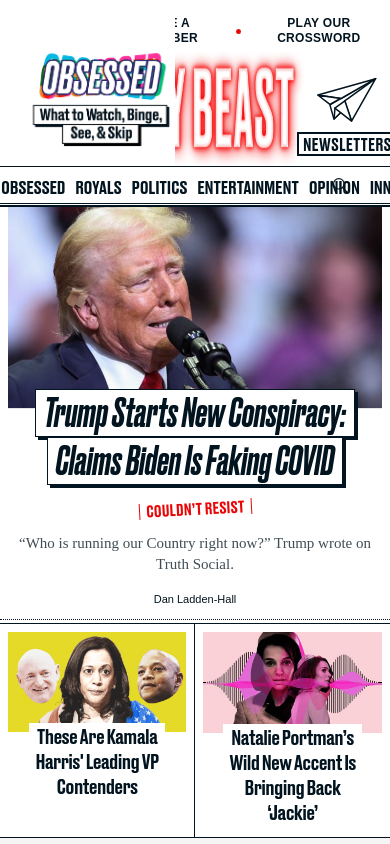 E A
BER
PLAY OUR
CROSSWORD
OBSESSED
What to Watch, Binge,
See, & Skip
Y BEAST
NEWSLETTERS
OBSESSED ROYALS POLITICS ENTERTAINMENT OPINION INN
Trump Starts New Conspiracy:
Claims Biden Is Faking COVID
COULDN'T RESIST
“Who is running our Country right now?” Trump wrote on
Truth Social.
Dan Ladden-Hall
These Are Kamala
Harris' Leading VP
Contenders
Natalie Portman’s
Wild New Accent Is
Bringing Back
‘Jackie’